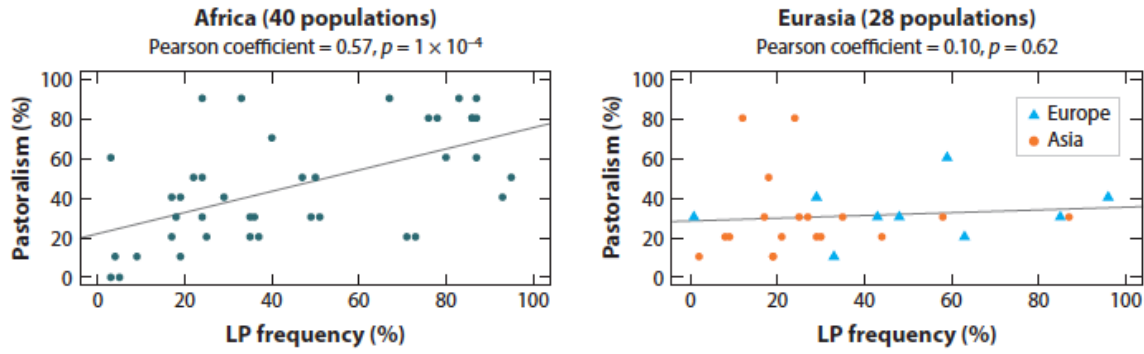 Africa (40 populations)
Pearson coefficient = 0.57, p = 1 × 10⁻⁴
Pastoralism (%)
100
80
60
40
20
0
0 20 40 60 80 100
LP frequency (%)
Eurasia (28 populations)
Pearson coefficient = 0.10, p = 0.62
Pastoralism (%)
100
80
60
40
20
0
Europe
Asia
0 20 40 60 80 100
LP frequency (%)